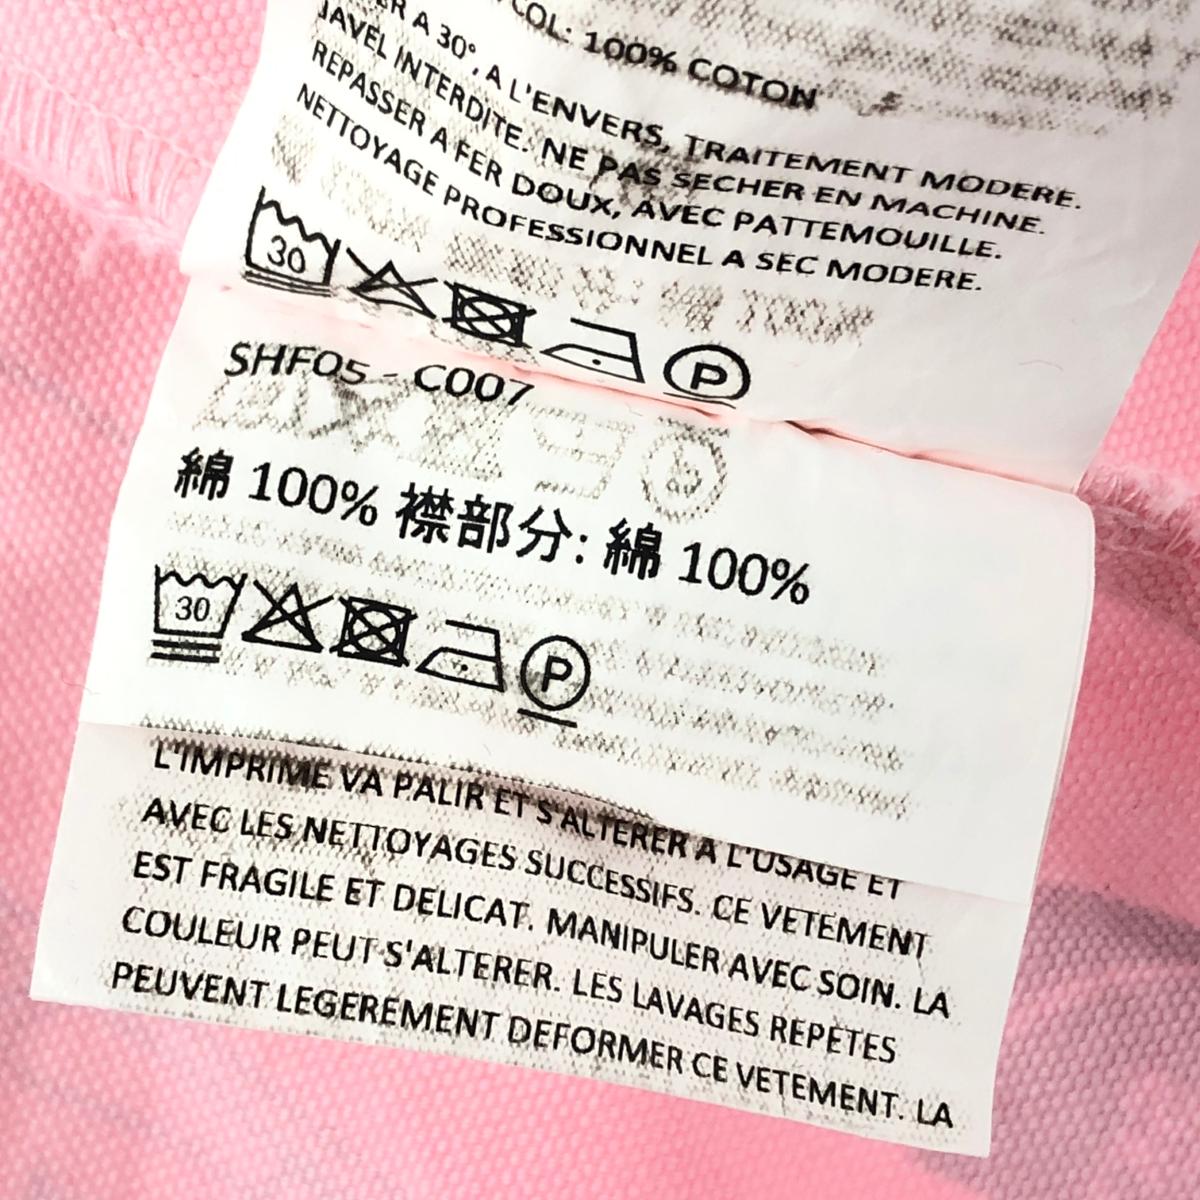 COL: 100% COTON
A 30°, A L'ENVERS, TRAITEMENT MODERE.
JAVEL INTERDITE. NE PAS SECHER EN MACHINE.
REPASSER A FER DOUX, AVEC PATTEMOUILLE.
NETTOYAGE PROFESSIONNEL A SEC MODERE.
30
P
SHF05 - C007
綿 100% 襟部分: 綿 100%
30
P
L'IMPRIME VA PALIR ET S'ALTERER A L'USAGE ET
AVEC LES NETTOYAGES SUCCESSIFS. CE VETEMENT
EST FRAGILE ET DELICAT. MANIPULER AVEC SOIN. LA
COULEUR PEUT S'ALTERER. LES LAVAGES REPETES
PEUVENT LEGEREMENT DEFORMER CE VETEMENT. LA